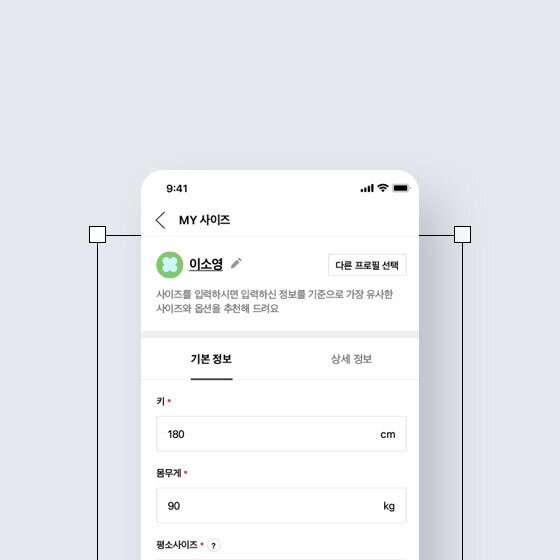 9:41
MY 사이즈
이소영
다른 프로필 선택
사이즈를 입력하시면 입력하신 정보를 기준으로 가장 유사한
사이즈와 옵션을 추천해 드려요
기본 정보
상세 정보
키 *
180 cm
몸무게 *
90 kg
평소사이즈 * ?